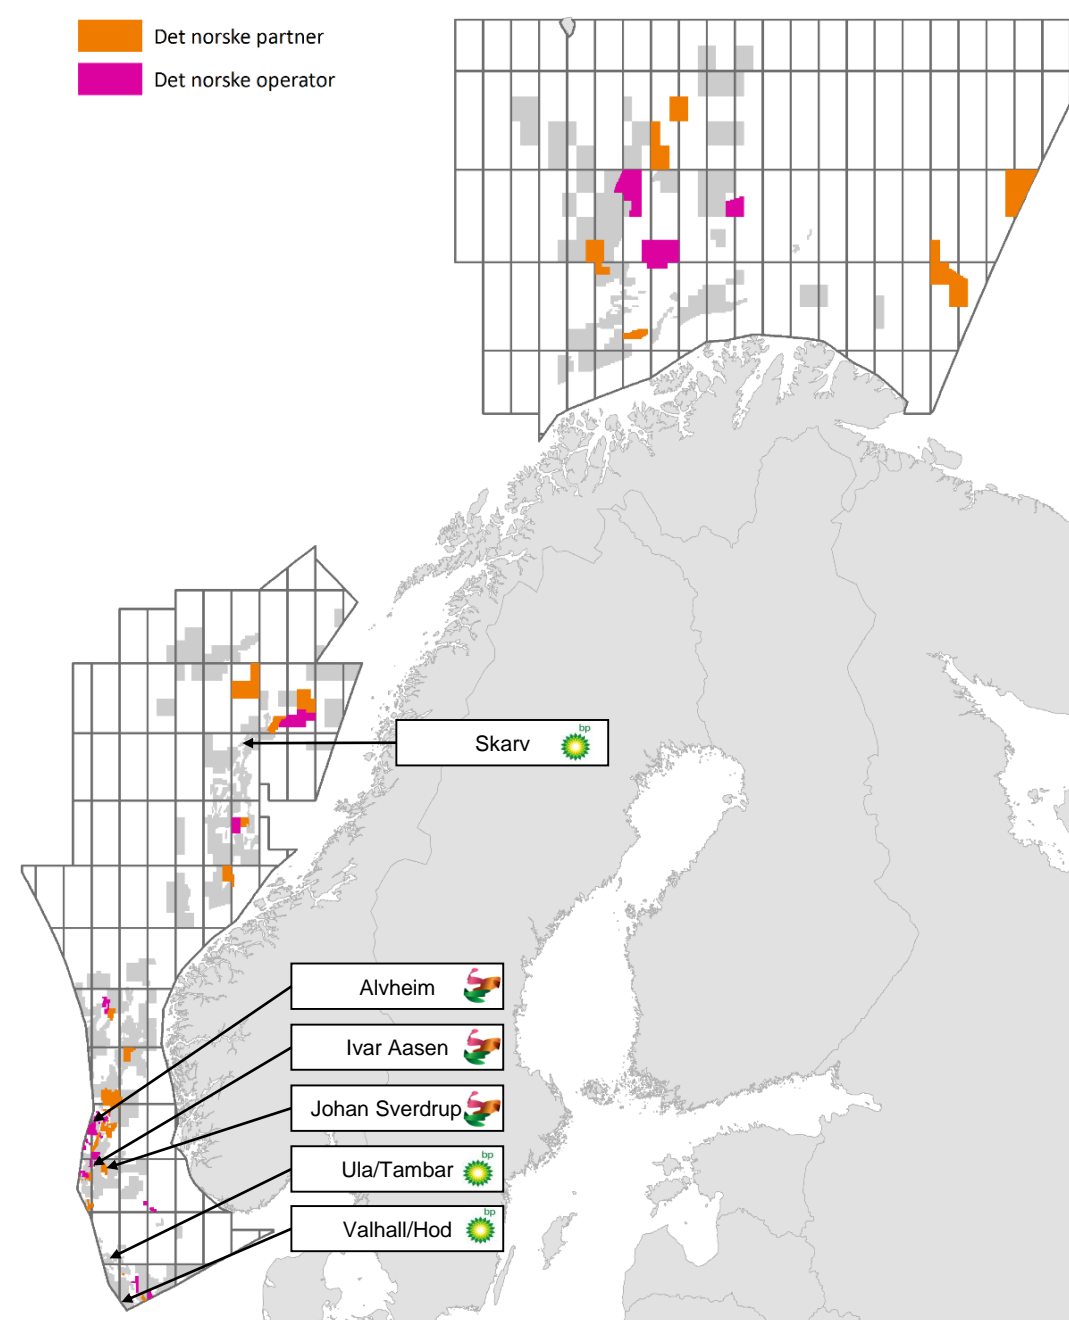 Det norske partner
Det norske operator
Skarv
bp
Alvheim
Ivar Aasen
Johan Sverdrup
Ula/Tambar
bp
Valhall/Hod
bp